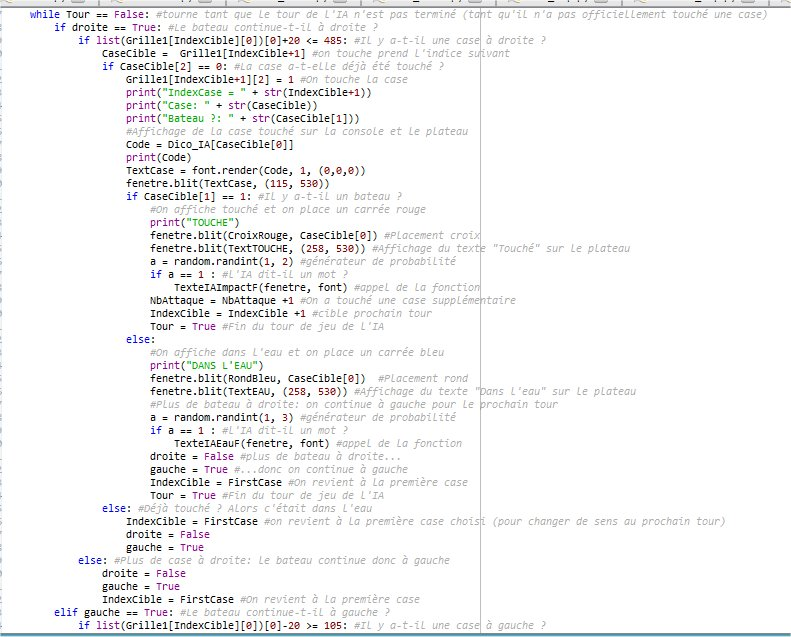 while Tour == False: #tourne tant que le tour de l'IA n'est pas terminé (tant qu'il n'a pas officiellement touché une case)
if droite == True: #Le bateau continue-t-il à droite ?
if list(Grille1[IndexCible][0])[0]+20 <= 485: #Il y a-t-il une case à droite ?
CaseCible =  Grille1[IndexCible+1] #on touche prend l'indice suivant
if CaseCible[2] == 0: #La case a-t-elle déjà été touché ?
Grille1[IndexCible+1][2] = 1 #On touche la case
print("IndexCase = " + str(IndexCible+1))
print("Case: " + str(CaseCible))
print("Bateau ?: " + str(CaseCible[1]))
#Affichage de la case touché sur la console et le plateau
Code = Dico_IA[CaseCible[0]]
print(Code)
TextCase = font.render(Code, 1, (0,0,0))
fenetre.blit(TextCase, (115, 530))
if CaseCible[1] == 1: #Il y a-t-il un bateau ?
#On affiche touché et on place un carrée rouge
print("TOUCHE")
fenetre.blit(CroixRouge, CaseCible[0]) #Placement croix
fenetre.blit(TextTOUCHE, (258, 530)) #Affichage du texte "Touché" sur le plateau
a = random.randint(1, 2) #générateur de probabilité
if a == 1 : #l'IA dit-il un mot ?
TexteIAImpactF(fenetre, font) #appel de la fonction
NbAttaque = NbAttaque +1 #On a touché une case supplémentaire
IndexCible = IndexCible +1 #cible prochain tour
Tour = True #Fin du tour de jeu de l'IA
else:
#On affiche dans l'eau et on place un carrée bleu
print("DANS L'EAU")
fenetre.blit(RondBleu, CaseCible[0])  #Placement rond
fenetre.blit(TextEAU, (258, 530)) #Affichage du texte "Dans l'eau" sur le plateau
#Plus de bateau à droite: on continue à gauche pour le prochain tour
a = random.randint(1, 3) #générateur de probabilité
if a == 1 : #l'IA dit-il un mot ?
TexteIAEauF(fenetre, font) #appel de la fonction
droite = False #plus de bateau à droite...
gauche = True #...donc on continue à gauche
IndexCible = FirstCase #On revient à la première case
Tour = True #Fin du tour de jeu de l'IA
else: #Déjà touché ? Alors c'était dans l'eau
IndexCible = FirstCase #on revient à la première case choisi (pour changer de sens au prochain tour)
droite = False
gauche = True
else: #Plus de case à droite: le bateau continue donc à gauche
droite = False
gauche = True
IndexCible = FirstCase #On revient à la première case
elif gauche == True: #Le bateau continue-t-il à gauche ?
if list(Grille1[IndexCible][0])[0]-20 >= 105: #Il y a-t-il une case à gauche ?